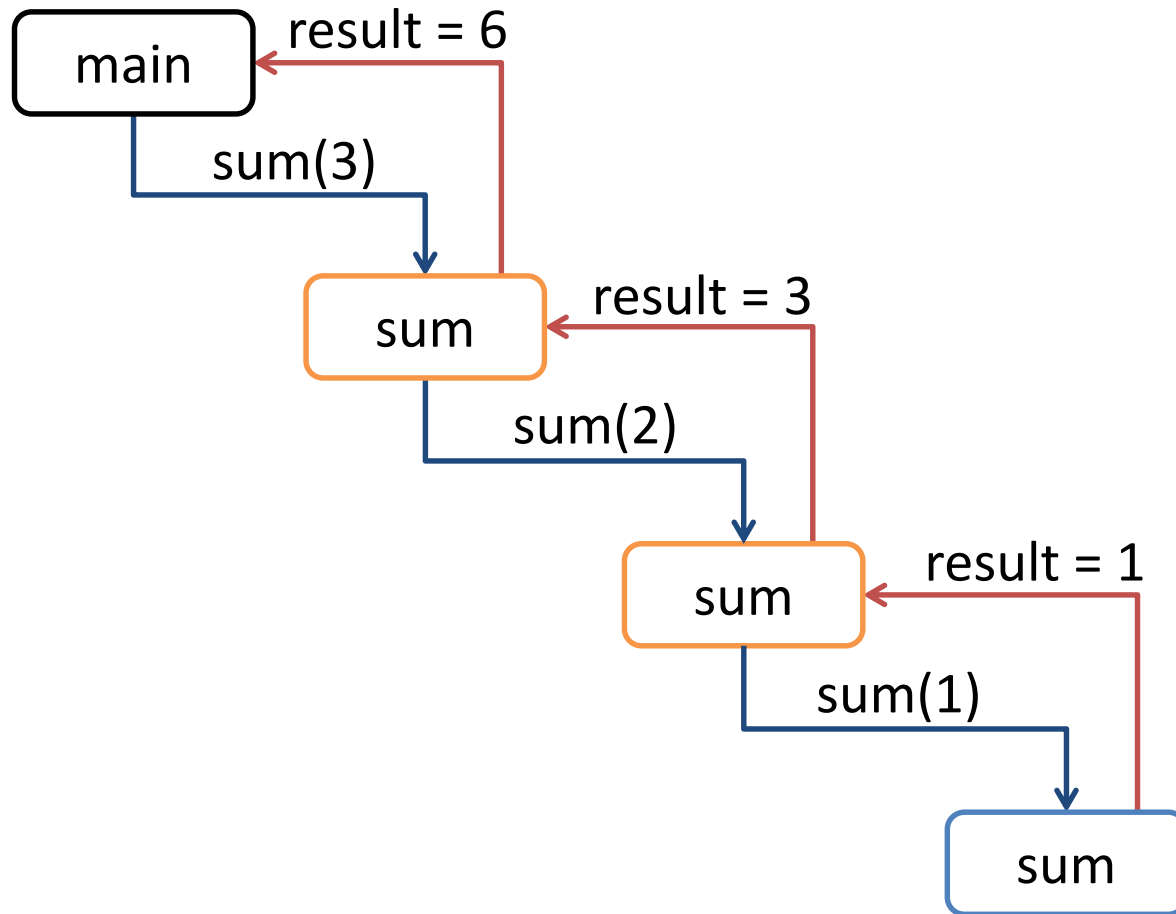 result = 6
main
sum(3)
result = 3
sum
sum(2)
result = 1
sum
sum(1)
sum